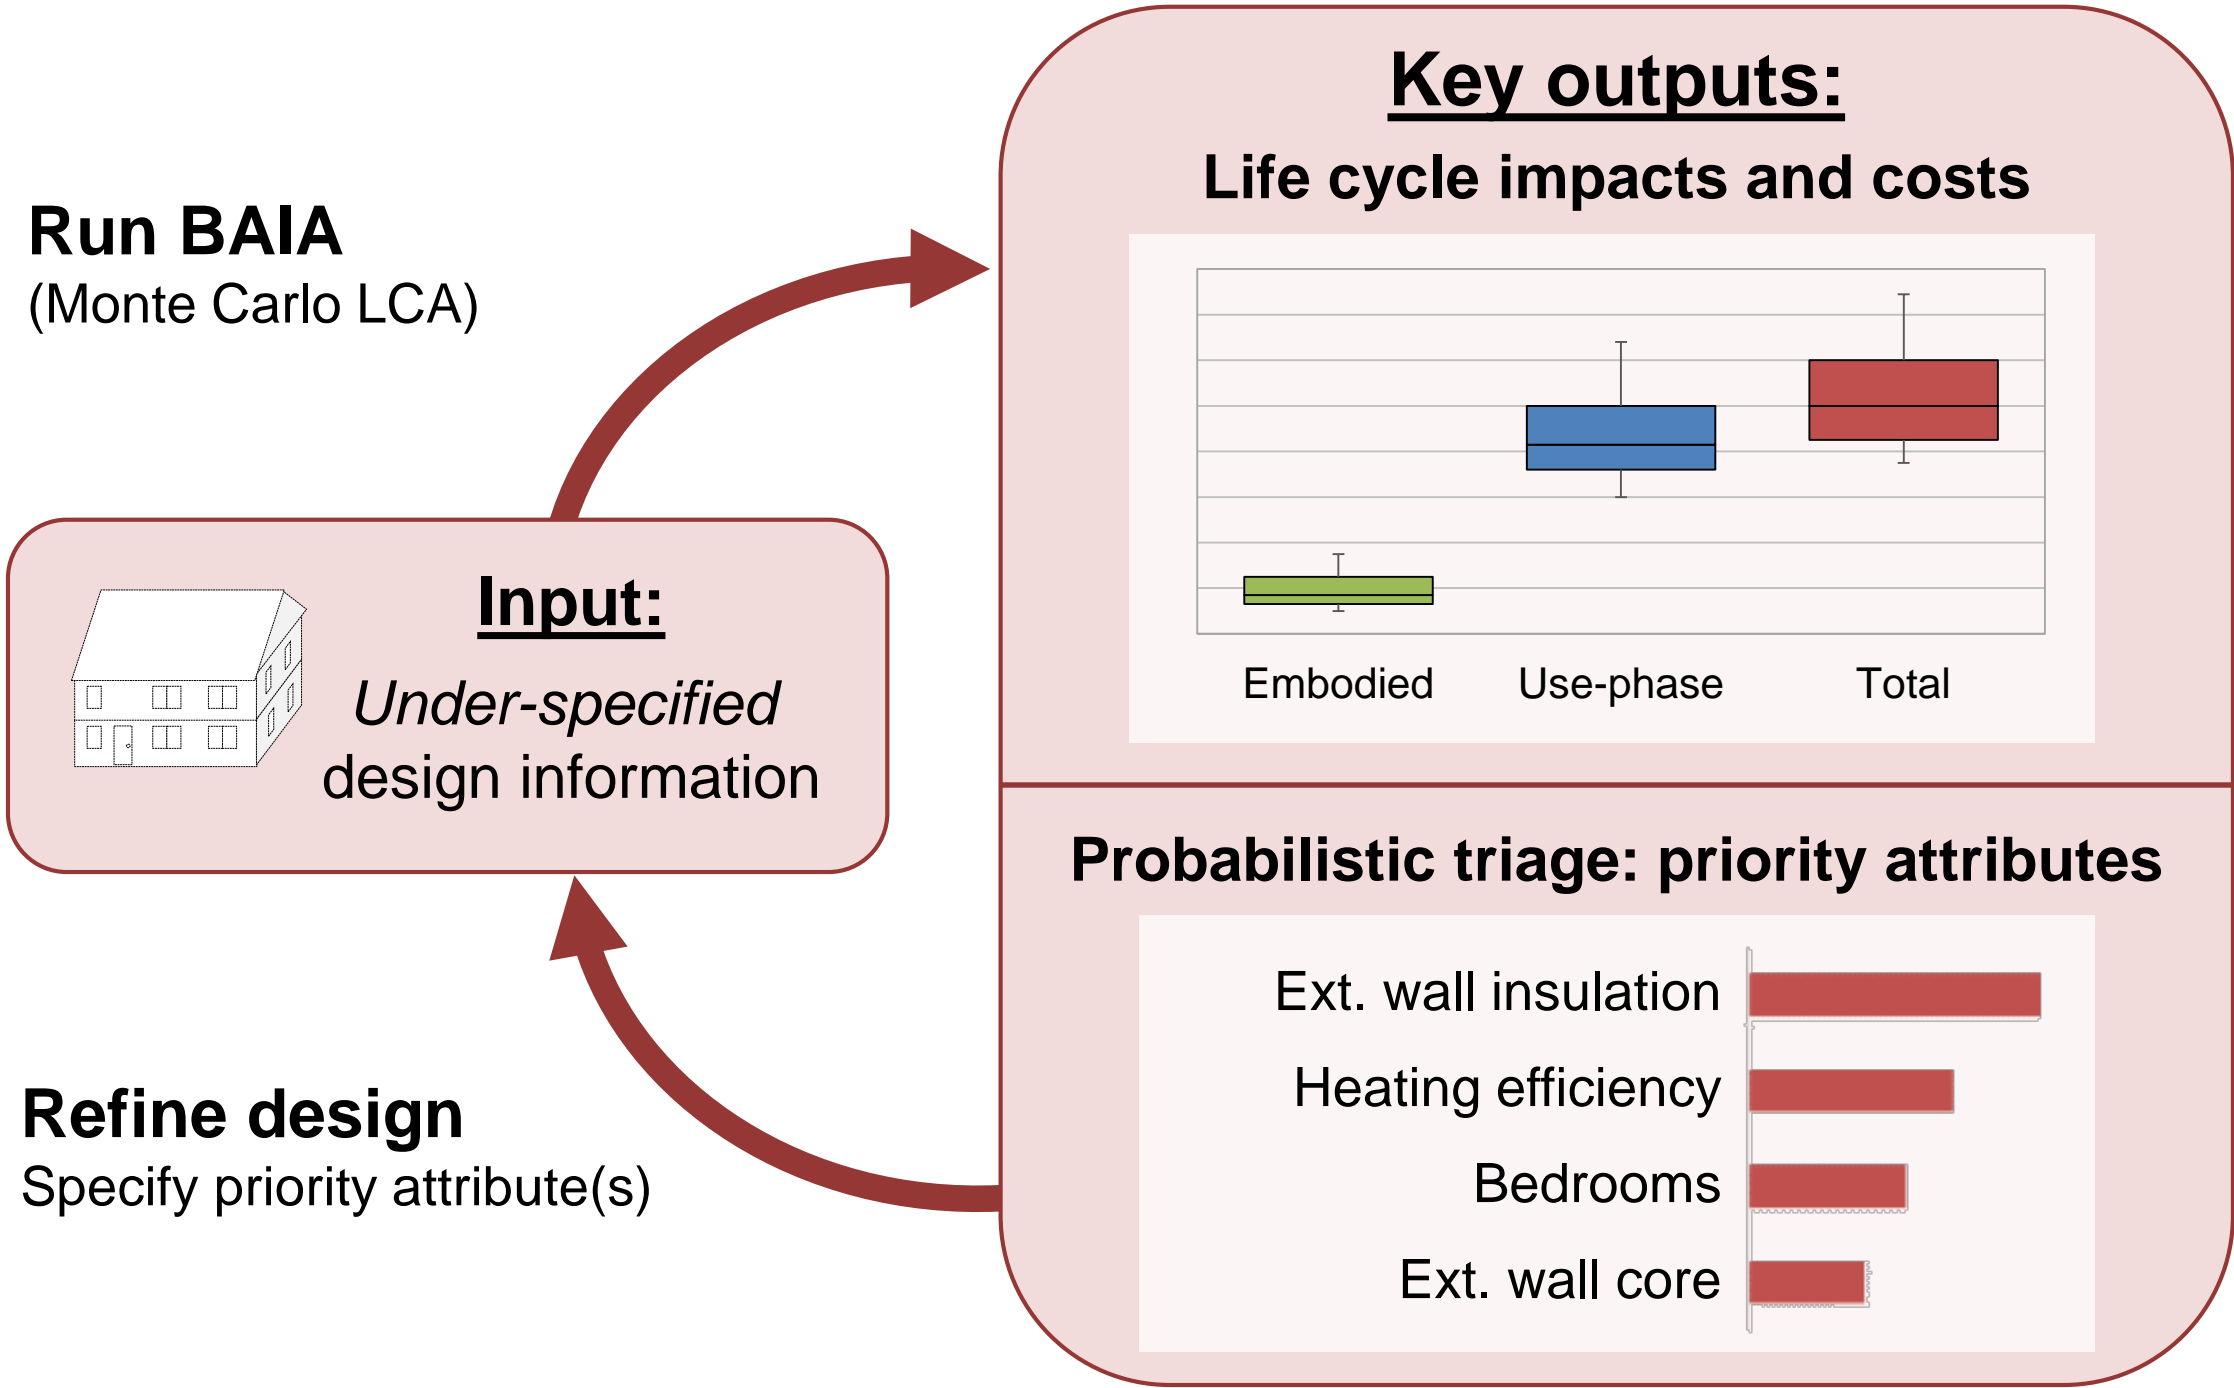 Run BAIA
(Monte Carlo LCA)
Input:
Under-specified
design information
Refine design
Specify priority attribute(s)
Key outputs:
Life cycle impacts and costs
Embodied Use-phase Total
Probabilistic triage: priority attributes
Ext. wall insulation
Heating efficiency
Bedrooms
Ext. wall core